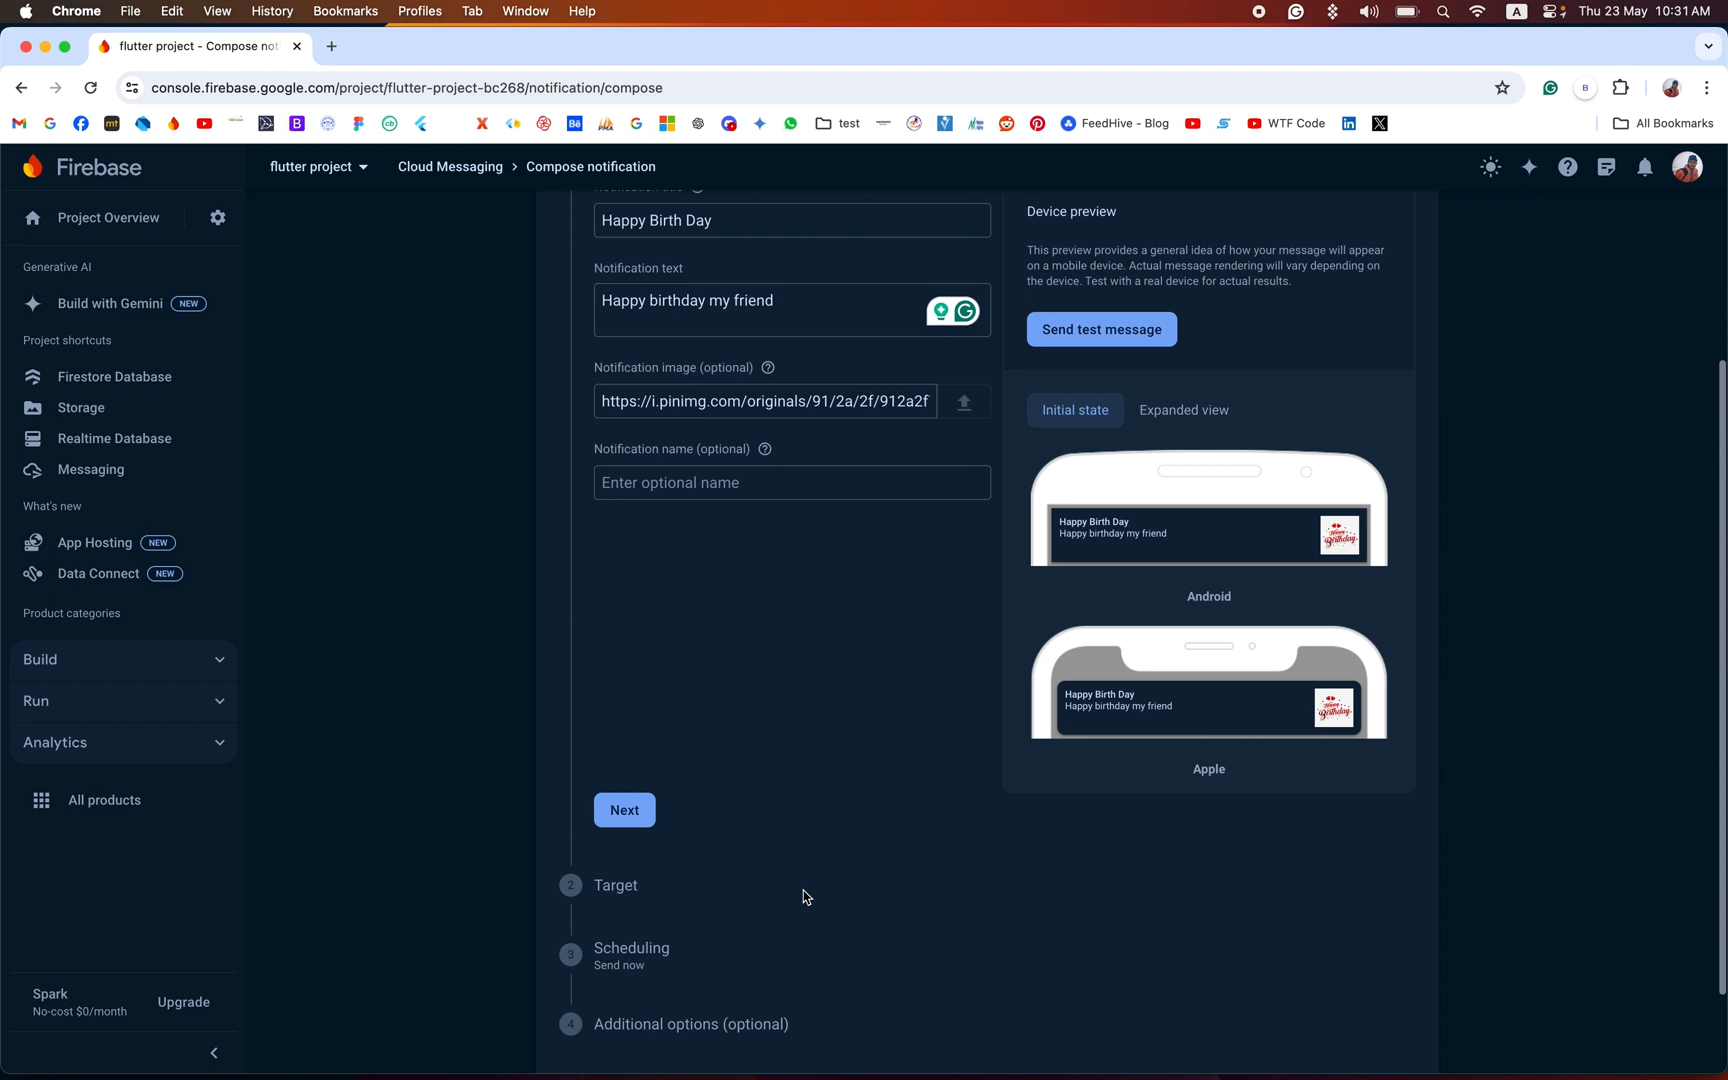 Chrome File Edit View History Bookmarks Profiles Tab Window Help
A Thu 23 May 10:31 AM
flutter project - Compose not
console.firebase.google.com/project/flutter-project-bc268/notification/compose
B
test
FeedHive - Blog
WTF Code
All Bookmarks
Firebase
flutter project
Cloud Messaging > Compose notification
Project Overview
Generative AI
Build with Gemini NEW
Project shortcuts
Firestore Database
Storage
Realtime Database
Messaging
What's new
App Hosting NEW
Data Connect NEW
Product categories
Build
Run
Analytics
All products
Spark
No-cost $0/month
Upgrade
Happy Birth Day
Notification text
Happy birthday my friend
Notification image (optional)
https://i.pinimg.com/originals/91/2a/2f/912a2f
Notification name (optional)
Enter optional name
Next
2 Target
3 Scheduling
Send now
4 Additional options (optional)
Device preview
This preview provides a general idea of how your message will appear
on a mobile device. Actual message rendering will vary depending on
the device. Test with a real device for actual results.
Send test message
Initial state
Expanded view
Happy Birth Day
Happy birthday my friend
Happy Birthday
Android
Happy Birth Day
Happy birthday my friend
Happy Birthday
Apple